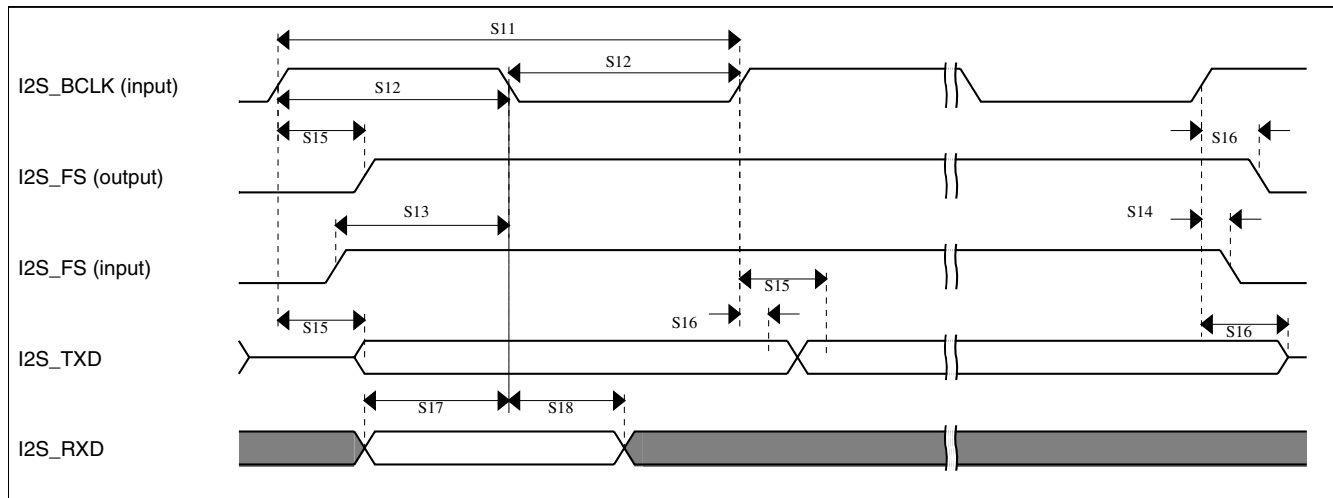 S11
S12
I2S_BCLK (input)
S12
S15
S16
I2S_FS (output)
S13
S14
I2S_FS (input)
S15
S15
S16
S16
I2S_TXD
S17
S18
I2S_RXD